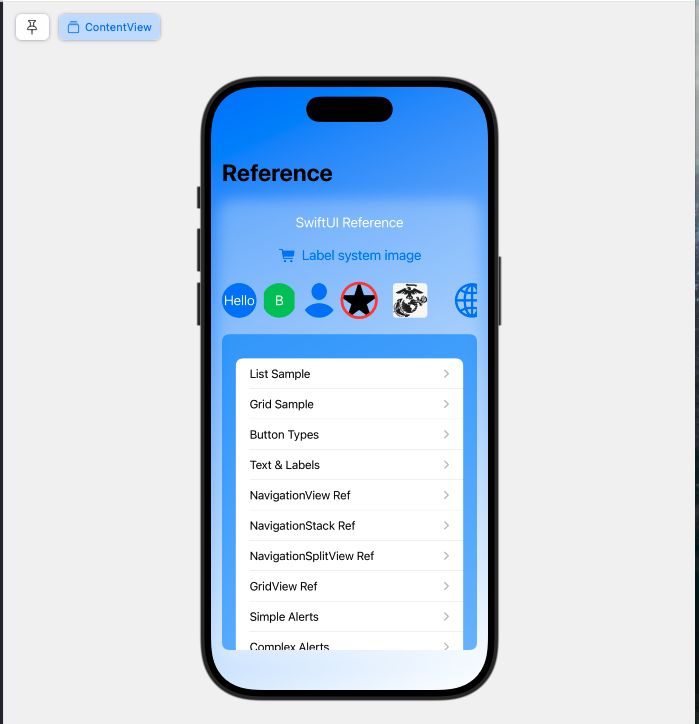 ContentView
Reference
SwiftUI Reference
Label system image
Hello
B
List Sample
Grid Sample
Button Types
Text & Labels
NavigationView Ref
NavigationStack Ref
NavigationSplitView Ref
GridView Ref
Simple Alerts
Complex Alerts